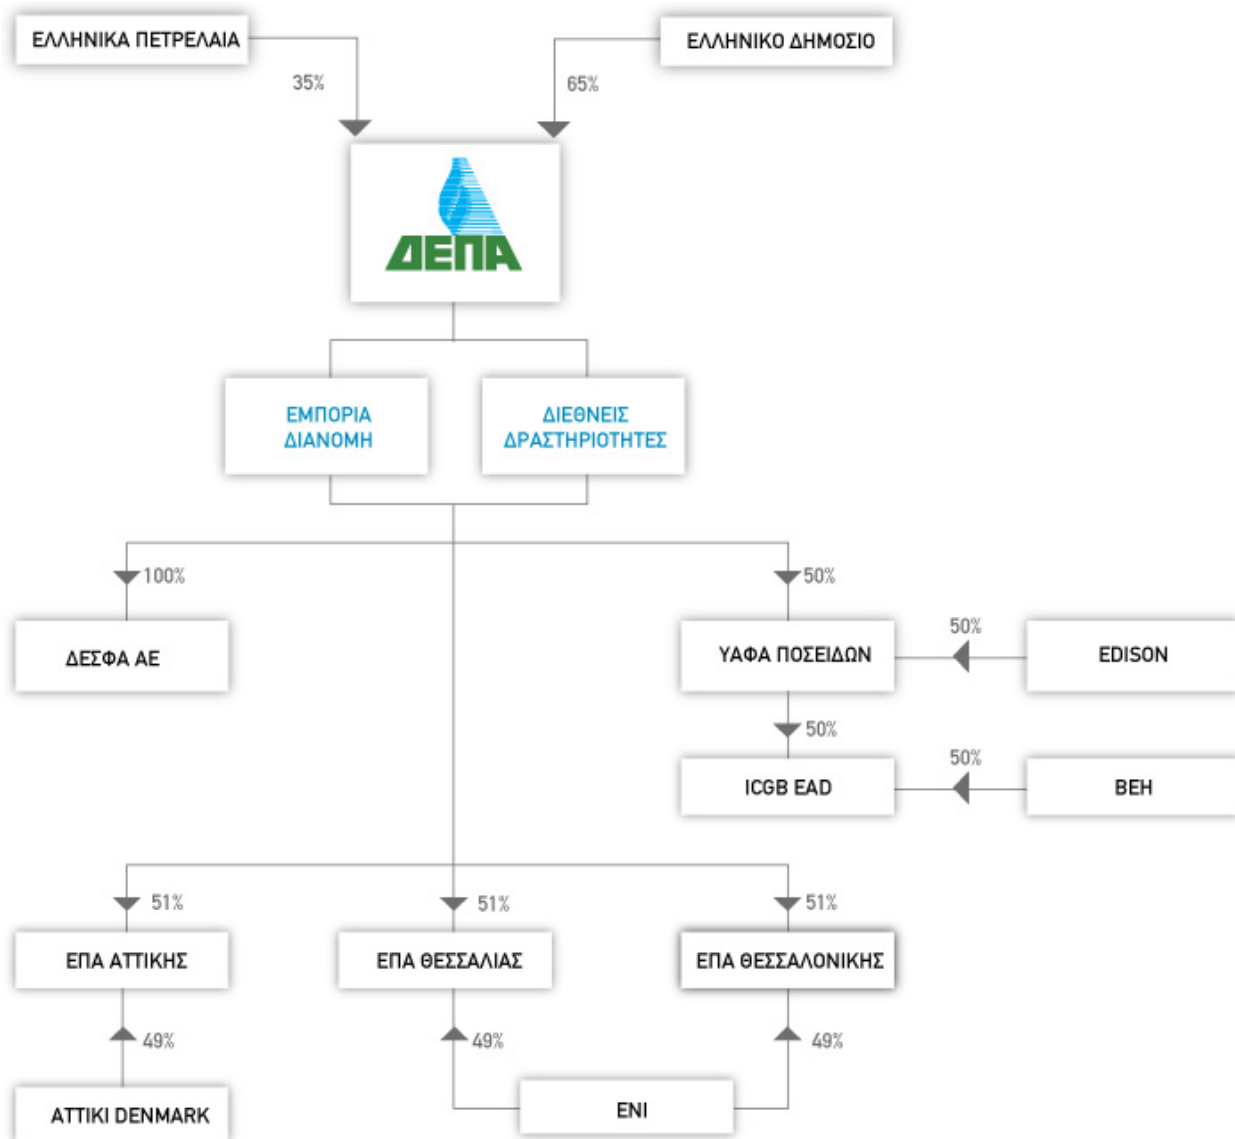 ΕΛΛΗΝΙΚΑ ΠΕΤΡΕΛΑΙΑ
ΕΛΛΗΝΙΚΟ ΔΗΜΟΣΙΟ
35%
65%
ΔΕΠΑ
ΕΜΠΟΡΙΑ
ΔΙΑΝΟΜΗ
ΔΙΕΘΝΕΙΣ
ΔΡΑΣΤΗΡΙΟΤΗΤΕΣ
100%
50%
ΔΕΣΦΑ ΑΕ
ΥΑΦΑ ΠΟΣΕΙΔΩΝ
50%
EDISON
50%
ICGB EAD
50%
BEH
51%
51%
51%
ΕΠΑ ΑΤΤΙΚΗΣ
ΕΠΑ ΘΕΣΣΑΛΙΑΣ
ΕΠΑ ΘΕΣΣΑΛΟΝΙΚΗΣ
49%
49%
49%
ATTIKI DENMARK
ENI